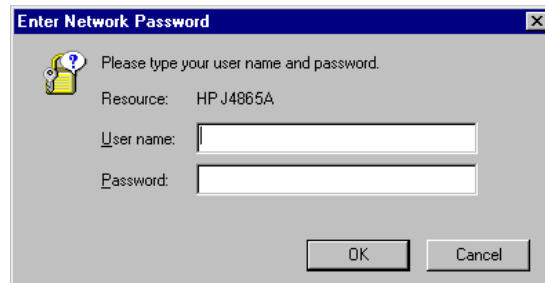 Enter Network Password
Please type your user name and password.
Resource: HP J4865A
User name:
Password:
OK Cancel